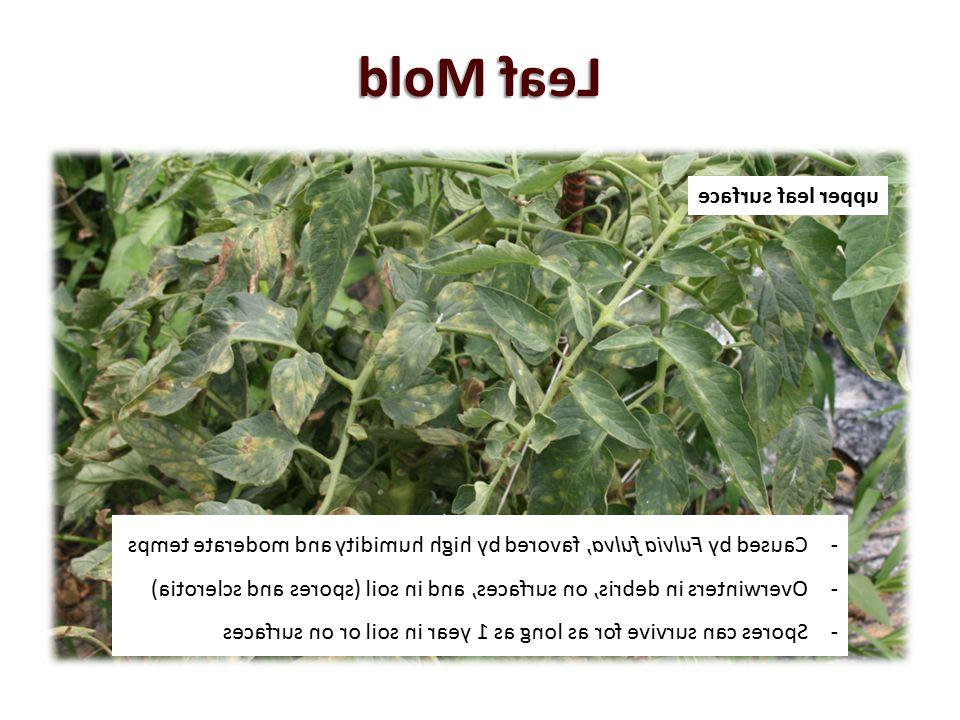 Leaf Mold
upper leaf surface
- Caused by Fulvia fulva, favored by high humidity and moderate temps
- Overwinters in debris, on surfaces, and in soil (spores and sclerotia)
- Spores can survive for as long as 1 year in soil or on surfaces